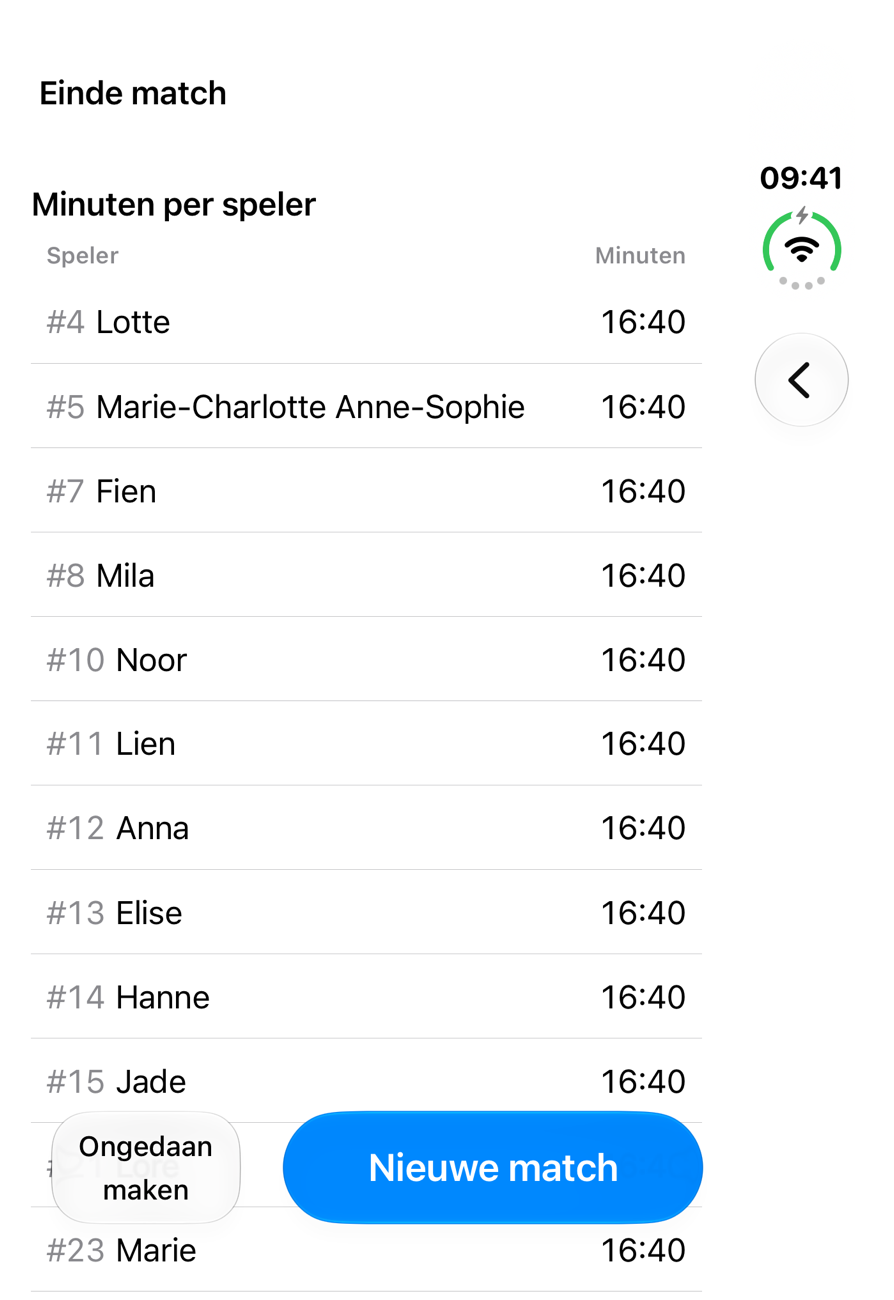 Einde match
09:41
Minuten per speler
Speler Minuten
#4 Lotte 16:40
#5 Marie-Charlotte Anne-Sophie 16:40
#7 Fien 16:40
#8 Mila 16:40
#10 Noor 16:40
#11 Lien 16:40
#12 Anna 16:40
#13 Elise 16:40
#14 Hanne 16:40
#15 Jade 16:40
Lore
Ongedaan
maken
Nieuwe match
#23 Marie 16:40